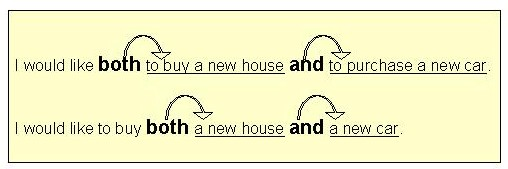 I would like both to buy a new house and to purchase a new car.
I would like to buy both a new house and a new car.